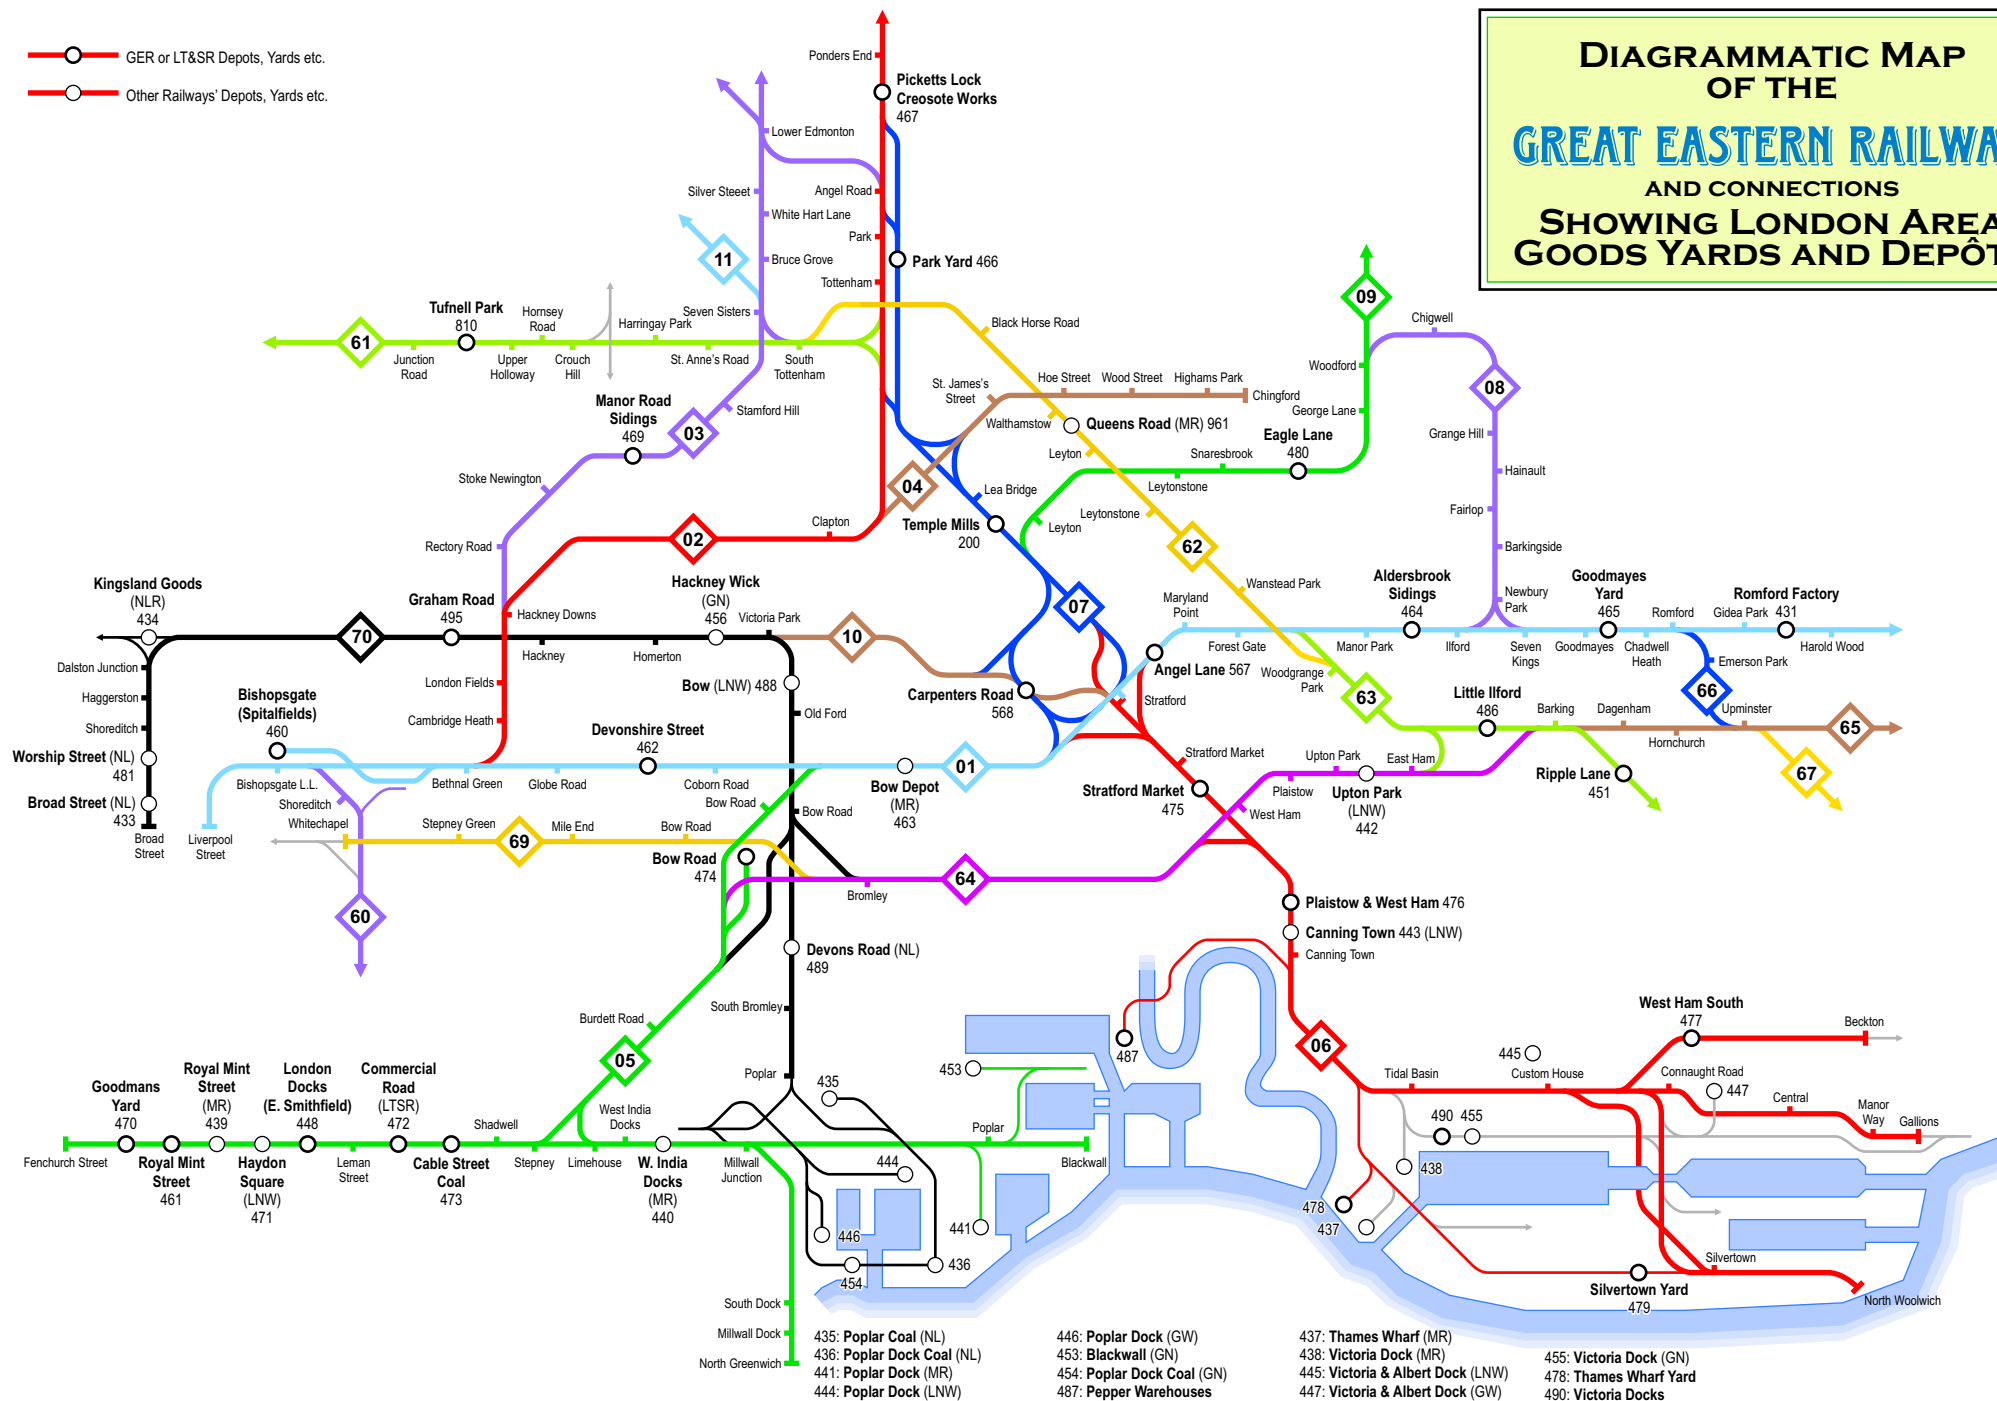 GER or LT&SR Depots, Yards etc.
Other Railways' Depots, Yards etc.
DIAGRAMMATIC MAP
OF THE
GREAT EASTERN RAILWA
AND CONNECTIONS
SHOWING LONDON AREA
GOODS YARDS AND DEPÔT
Ponders End
Picketts Lock
Creosote Works
467
Lower Edmonton
Silver Steeet
Angel Road
White Hart Lane
Park
Bruce Grove
11
Park Yard 466
Tottenham
Seven Sisters
09
Tufnell Park
810
Hornsey
Road
Harringay Park
61
Junction
Road
Upper
Holloway
Crouch
Hill
St. Anne's Road
South
Tottenham
Black Horse Road
Chigwell
Woodford
08
St. James's
Street
Hoe Street
Wood Street
Highams Park
Chingford
George Lane
Manor Road
Sidings
469
Stamford Hill
03
Walthamstow
Queens Road (MR) 961
Eagle Lane
480
Grange Hill
Leyton
Snaresbrook
Hainault
Stoke Newington
04
Lea Bridge
Leytonstone
Leytonstone
Fairlop
Temple Mills
200
Leyton
Clapton
02
62
Rectory Road
Barkingside
Kingsland Goods
(NLR)
434
Graham Road
495
Hackney Downs
Hackney Wick
(GN)
456
Victoria Park
07
Maryland
Point
Wanstead Park
Aldersbrook
Sidings
464
Newbury
Park
Goodmayes
Yard
465
Romford
Gidea Park
Romford Factory
431
70
Hackney
Homerton
10
Forest Gate
Manor Park
Ilford
Seven
Kings
Goodmayes
Chadwell
Heath
Harold Wood
Dalston Junction
Haggerston
Shoreditch
London Fields
Cambridge Heath
Bow (LNW) 488
Old Ford
Carpenters Road
568
Angel Lane 567
Stratford
Woodgrange
Park
63
Emerson Park
66
Bishopsgate
(Spitalfields)
460
Devonshire Street
462
Little Ilford
486
Barking
Dagenham
Hornchurch
Upminster
65
Worship Street (NL)
481
Broad Street (NL)
433
Broad
Street
Liverpool
Street
Bishopsgate L.L.
Shoreditch
Whitechapel
Bethnal Green
Globe Road
Coborn Road
Bow Road
Bow Road
Bow Depot
(MR)
463
01
Stratford Market
Stratford Market
475
West Ham
Plaistow
Upton Park
Upton Park
(LNW)
442
East Ham
Ripple Lane
451
67
Stepney Green
69
Mile End
Bow Road
Bow Road
474
Bromley
64
60
Plaistow & West Ham 476
Canning Town 443 (LNW)
Canning Town
Devons Road (NL)
489
South Bromley
Burdett Road
05
Poplar
435
453
487
06
West Ham South
477
Beckton
445
Tidal Basin
Custom House
Connaught Road
447
Central
Manor
Way
Gallions
490
455
438
Goodmans
Yard
470
Royal Mint
Street
(MR)
439
London
Docks
(E. Smithfield)
448
Commercial
Road
(LTSR)
472
Shadwell
West India
Docks
Poplar
Fenchurch Street
Royal Mint
Street
461
Haydon
Square
(LNW)
471
Leman
Street
Cable Street
Coal
473
Stepney
Limehouse
W. India
Docks
(MR)
440
Millwall
Junction
Blackwall
444
441
446
454
436
478
437
Silvertown
Silvertown Yard
479
North Woolwich
South Dock
Millwall Dock
North Greenwich
435: Poplar Coal (NL)
436: Poplar Dock Coal (NL)
441: Poplar Dock (MR)
444: Poplar Dock (LNW)
446: Poplar Dock (GW)
453: Blackwall (GN)
454: Poplar Dock Coal (GN)
487: Pepper Warehouses
437: Thames Wharf (MR)
438: Victoria Dock (MR)
445: Victoria & Albert Dock (LNW)
447: Victoria & Albert Dock (GW)
455: Victoria Dock (GN)
478: Thames Wharf Yard
490: Victoria Docks